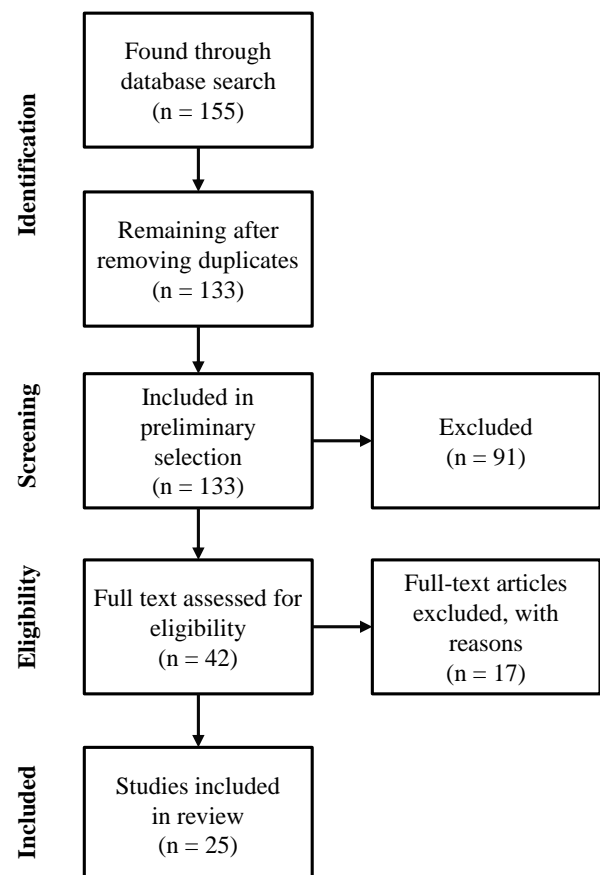 Identification
Found through
database search
(n = 155)
Remaining after
removing duplicates
(n = 133)
Screening
Included in
preliminary
selection
(n = 133)
Excluded
(n = 91)
Eligibility
Full text assessed for
eligibility
(n = 42)
Full-text articles
excluded, with
reasons
(n = 17)
Included
Studies included
in review
(n = 25)